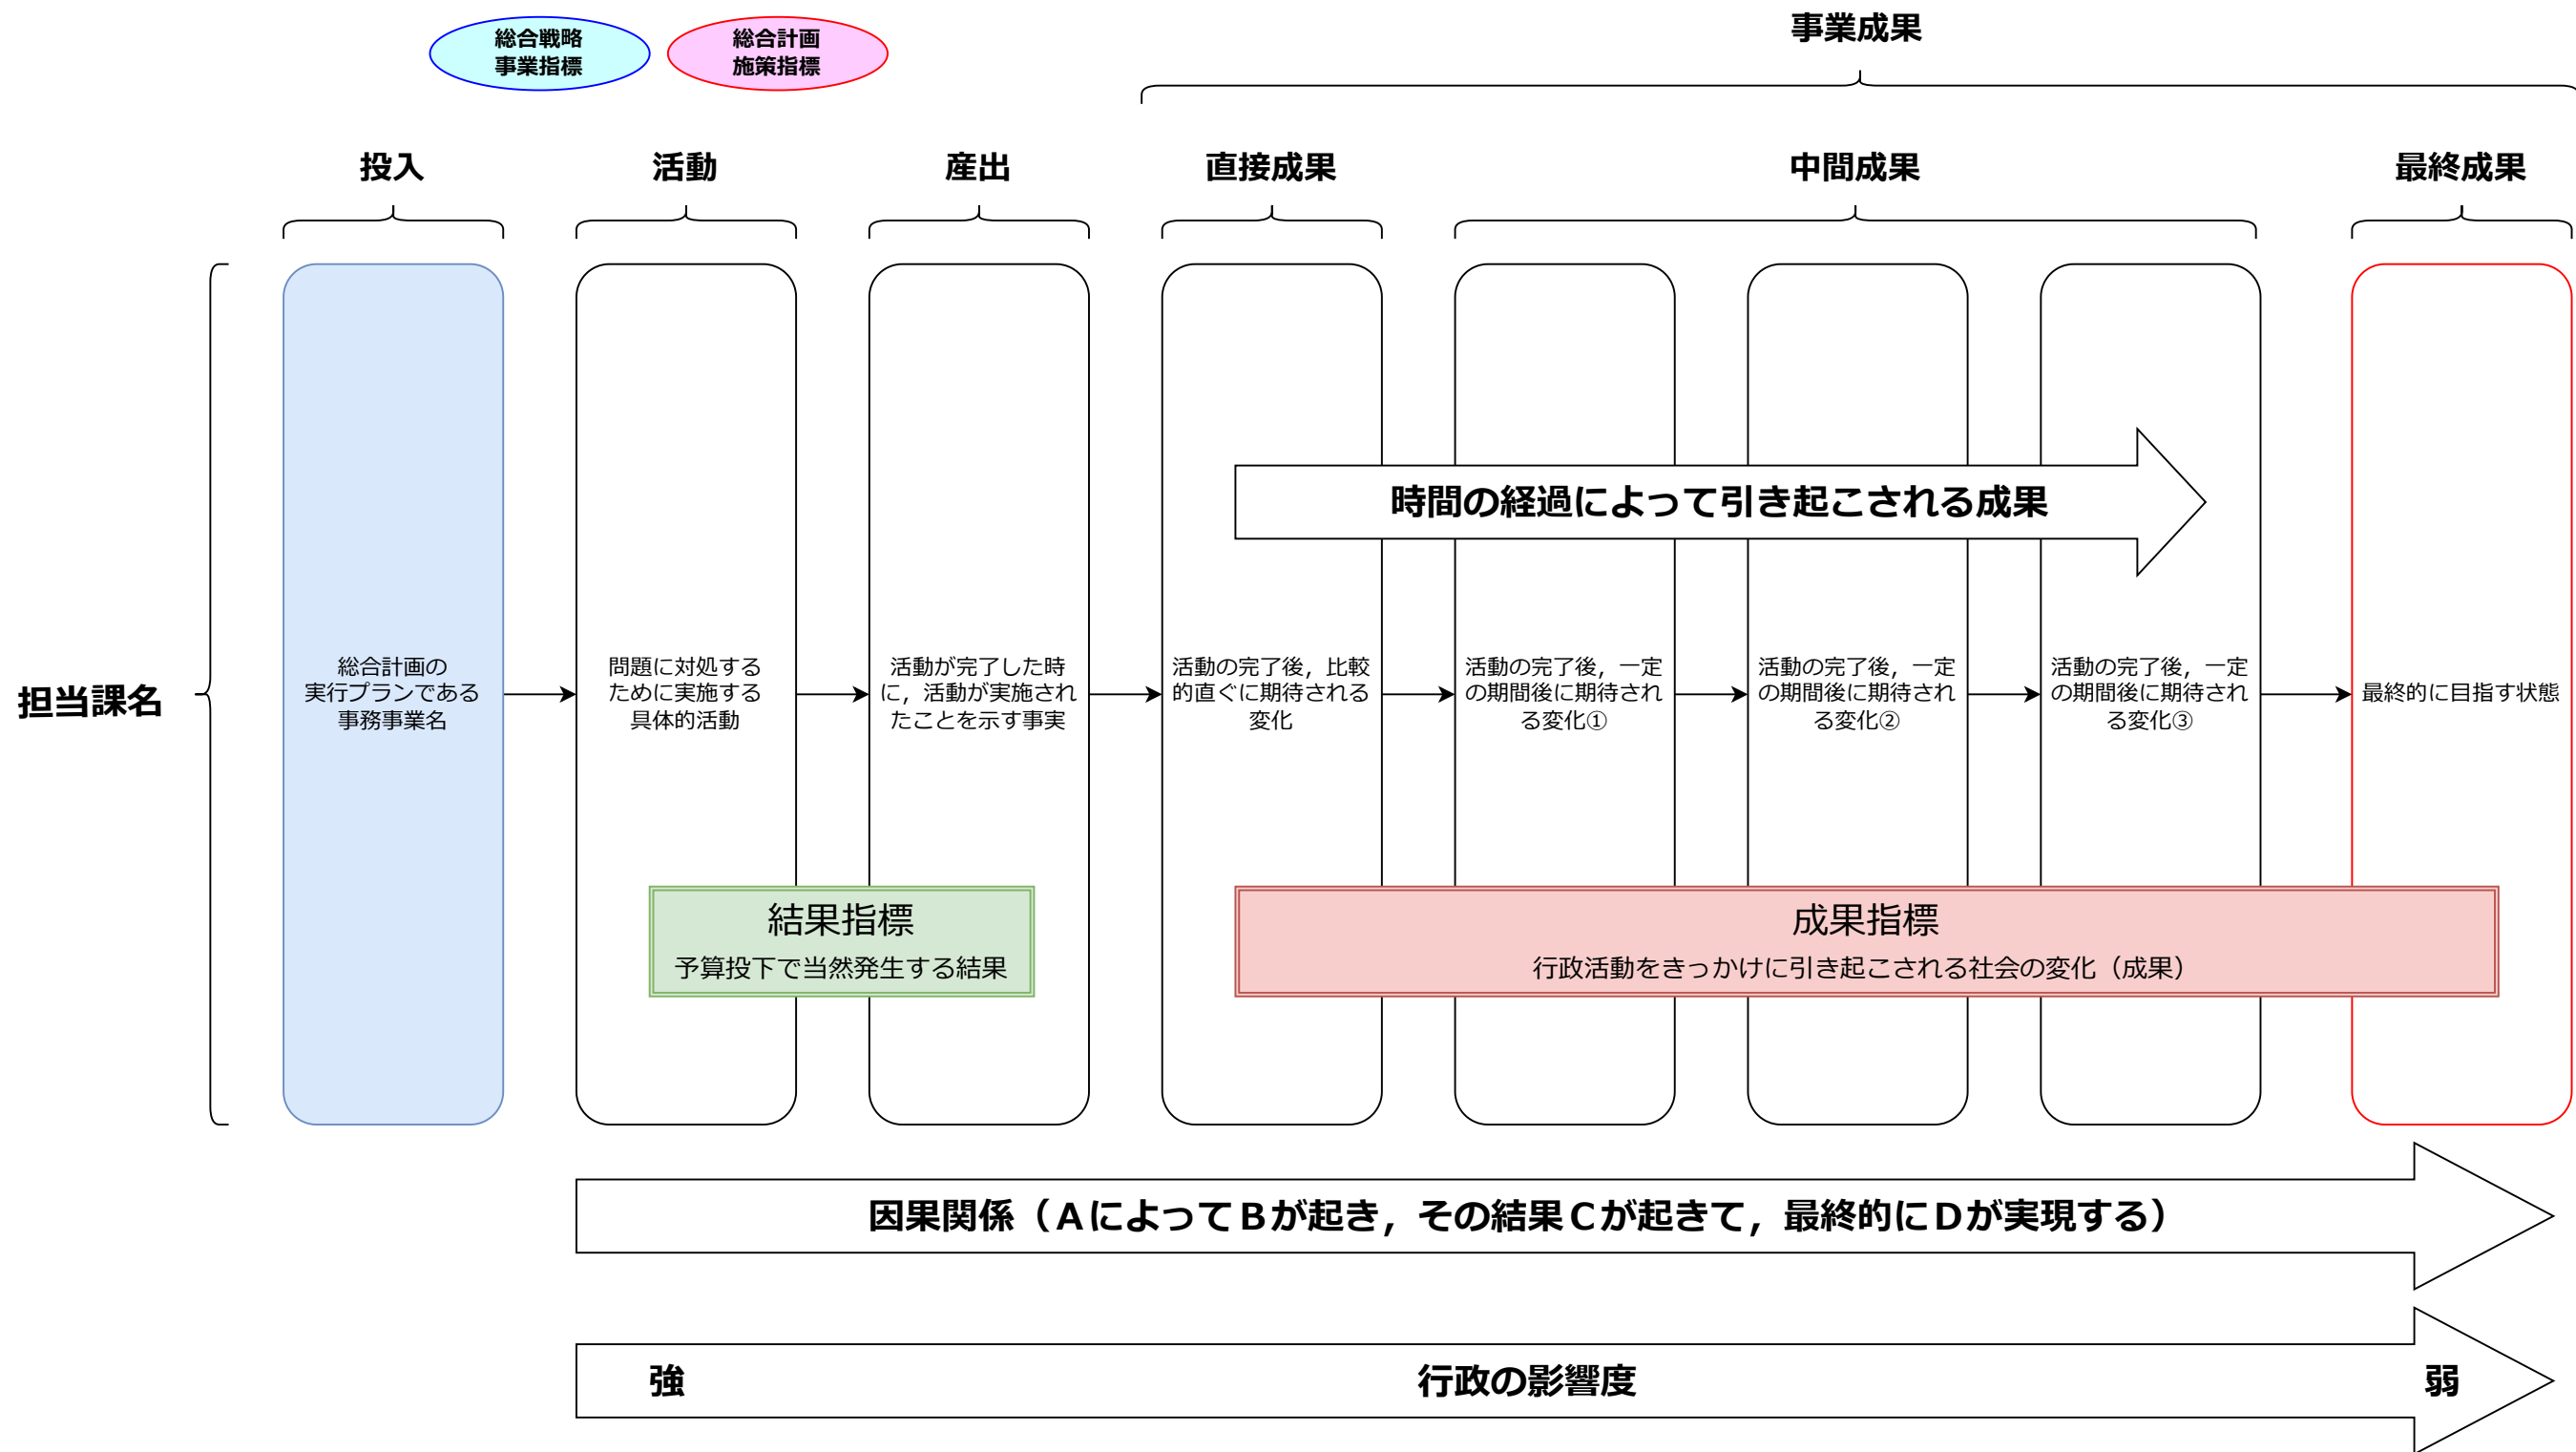 総合戦略
事業指標
総合計画
施策指標
事業成果
投入
活動
産出
直接成果
中間成果
最終成果
時間の経過によって引き起こされる成果
担当課名
総合計画の
実行プランである
事務事業名
問題に対処する
ために実施する
具体的活動
活動が完了した時
に，活動が実施され
たことを示す事実
活動の完了後，比較
的直ぐに期待される
変化
活動の完了後，一定
の期間後に期待され
る変化①
活動の完了後，一定
の期間後に期待され
る変化②
活動の完了後，一定
の期間後に期待され
る変化③
最終的に目指す状態
結果指標
予算投下で当然発生する結果
成果指標
行政活動をきっかけに引き起こされる社会の変化（成果）
因果関係（ＡによってＢが起き，その結果Ｃが起きて，最終的にＤが実現する）
強
行政の影響度
弱